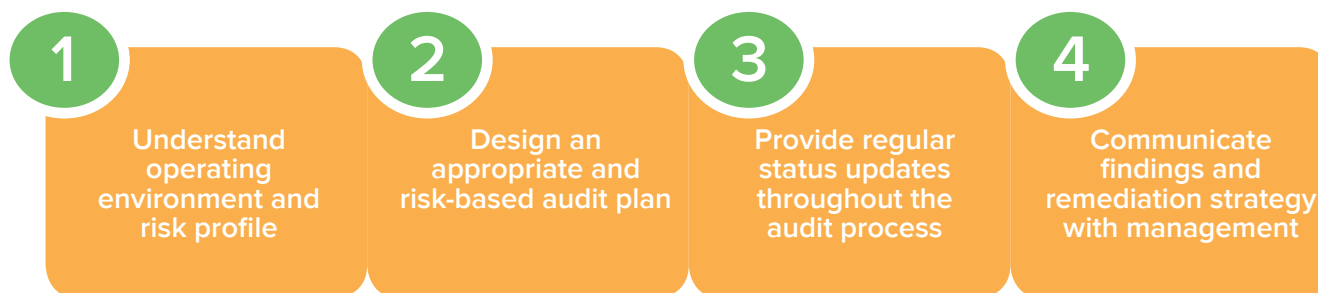 1
Understand
operating
environment and
risk profile
2
Design an
appropriate and
risk-based audit plan
3
Provide regular
status updates
throughout the
audit process
4
Communicate
findings and
remediation strategy
with management